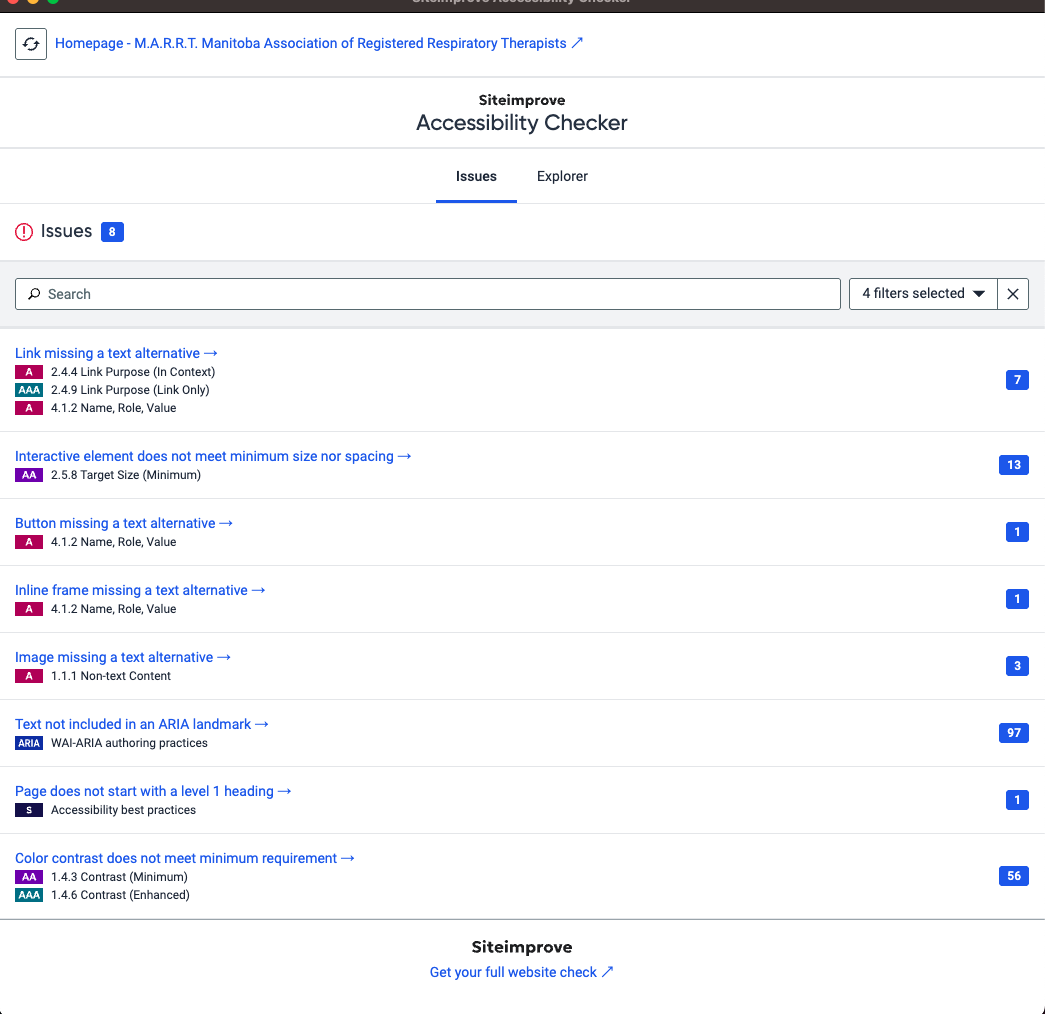 Siteimprove Accessibility Checker
Homepage - M.A.R.R.T. Manitoba Association of Registered Respiratory Therapists
Siteimprove
Accessibility Checker
Issues Explorer
Issues 8
Search 4 filters selected
Link missing a text alternative →
A 2.4.4 Link Purpose (In Context)
AAA 2.4.9 Link Purpose (Link Only)
A 4.1.2 Name, Role, Value
7
Interactive element does not meet minimum size nor spacing →
AA 2.5.8 Target Size (Minimum)
13
Button missing a text alternative →
A 4.1.2 Name, Role, Value
1
Inline frame missing a text alternative →
A 4.1.2 Name, Role, Value
1
Image missing a text alternative →
A 1.1.1 Non-text Content
3
Text not included in an ARIA landmark →
ARIA WAI-ARIA authoring practices
97
Page does not start with a level 1 heading →
S Accessibility best practices
1
Color contrast does not meet minimum requirement →
AA 1.4.3 Contrast (Minimum)
AAA 1.4.6 Contrast (Enhanced)
56
Siteimprove
Get your full website check